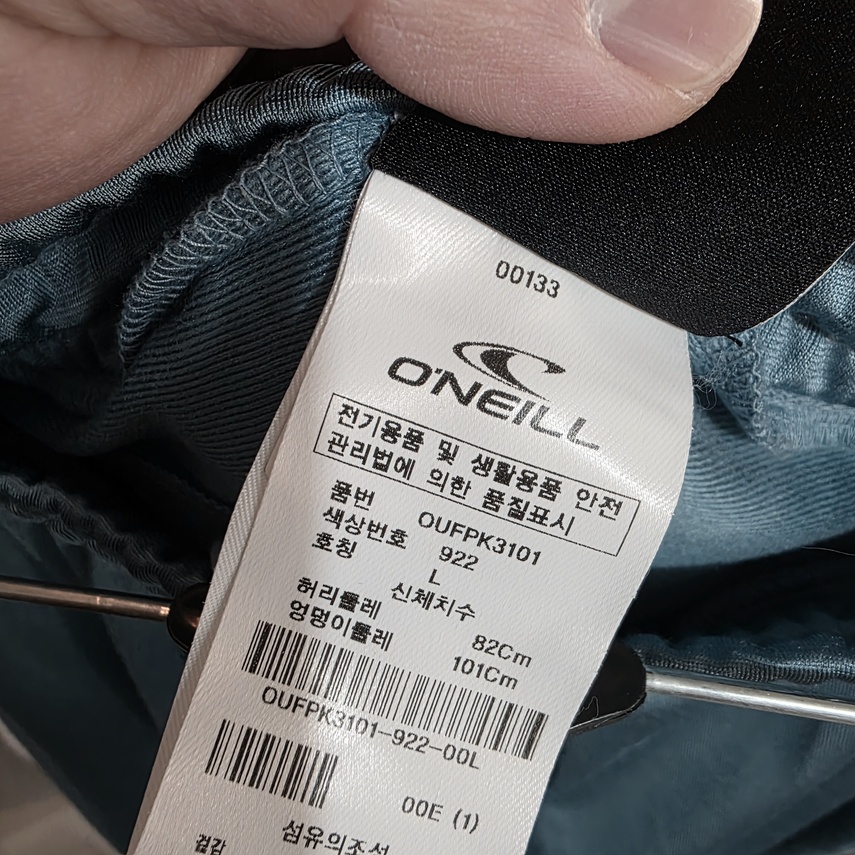 00133
O'NEILL
전기용품 및 생활용품 안전
관리법에 의한 품질표시
품번 OUFPK3101
색상번호 922
호칭 L
신체치수
허리둘레 82Cm
엉덩이둘레 101Cm
OUFPK3101-922-00L
00E (1)
섬유의조성
겉감